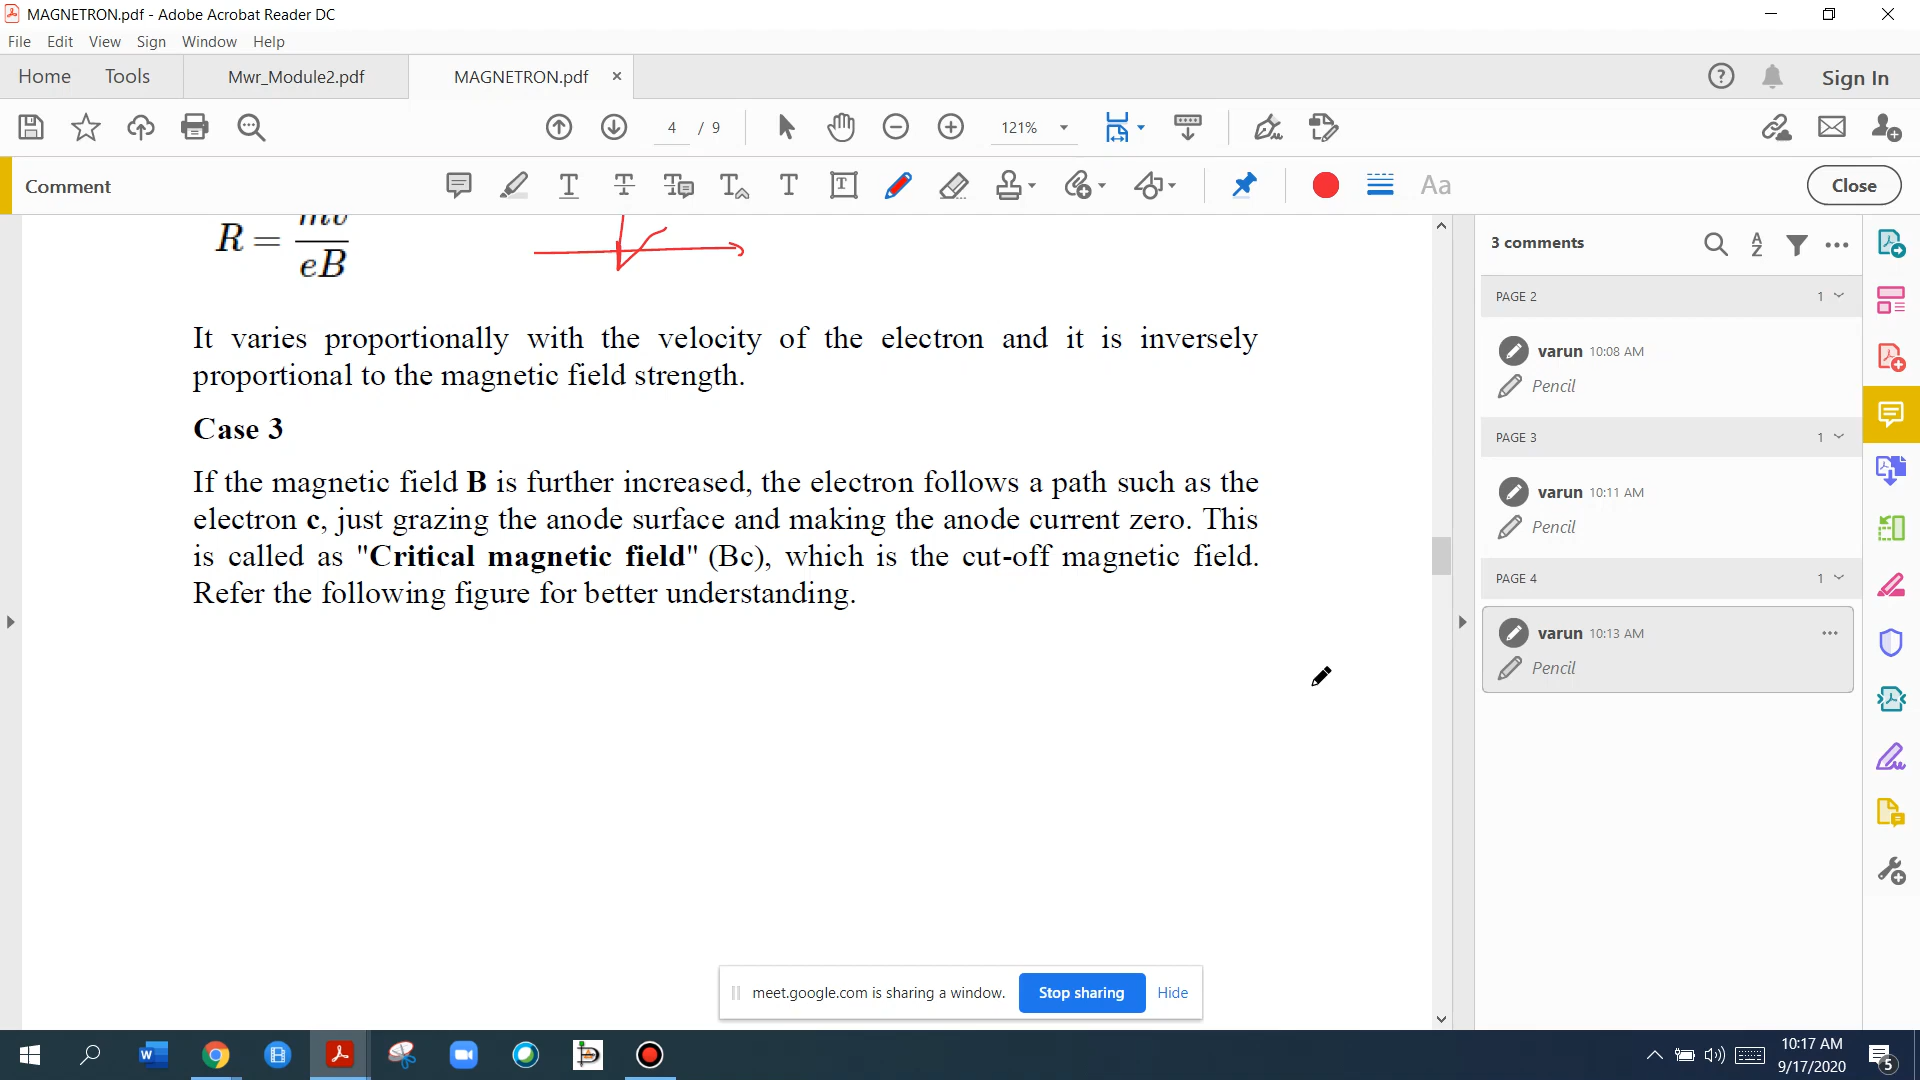 MAGNETRON.pdf - Adobe Acrobat Reader DC
File Edit View Sign Window Help
Home Tools Mwr_Module2.pdf MAGNETRON.pdf × Sign In
4 / 9 121%
Comment Close
R = mv / eB
It varies proportionally with the velocity of the electron and it is inversely
proportional to the magnetic field strength.
Case 3
If the magnetic field B is further increased, the electron follows a path such as the
electron c, just grazing the anode surface and making the anode current zero. This
is called as "Critical magnetic field" (Bc), which is the cut-off magnetic field.
Refer the following figure for better understanding.
3 comments
PAGE 2 1
varun 10:08 AM
Pencil
PAGE 3 1
varun 10:11 AM
Pencil
PAGE 4 1
varun 10:13 AM
Pencil
meet.google.com is sharing a window. Stop sharing Hide
10:17 AM
9/17/2020
5